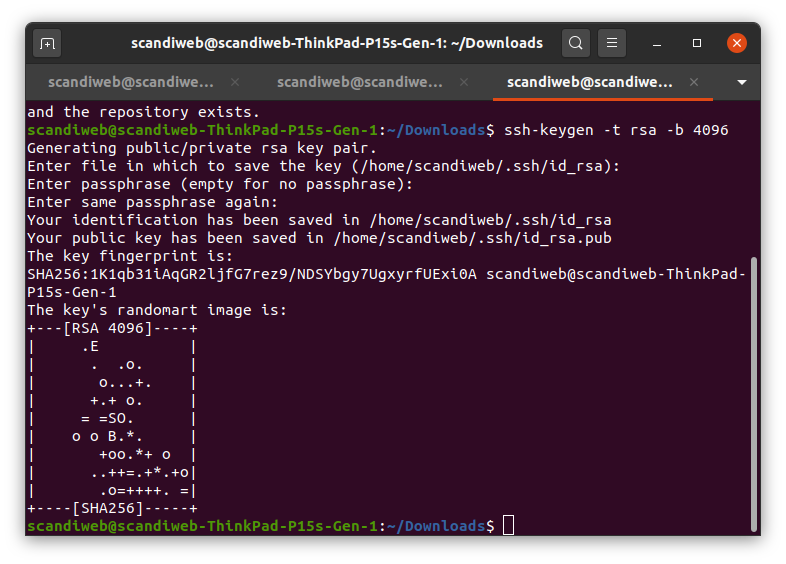 scandiweb@scandiweb-ThinkPad-P15s-Gen-1: ~/Downloads
scandiweb@scandiwe... scandiweb@scandiwe... scandiweb@scandiwe...
and the repository exists.
scandiweb@scandiweb-ThinkPad-P15s-Gen-1:~/Downloads$ ssh-keygen -t rsa -b 4096
Generating public/private rsa key pair.
Enter file in which to save the key (/home/scandiweb/.ssh/id_rsa):
Enter passphrase (empty for no passphrase):
Enter same passphrase again:
Your identification has been saved in /home/scandiweb/.ssh/id_rsa
Your public key has been saved in /home/scandiweb/.ssh/id_rsa.pub
The key fingerprint is:
SHA256:1K1qb31iAqGR2ljfG7rez9/NDSYbgy7UgxyrfUExi0A scandiweb@scandiweb-ThinkPad-
P15s-Gen-1
The key's randomart image is:
+---[RSA 4096]----+
|     .E          |
|      .  .o.     |
|       o...+.    |
|      +.+ o.     |
|     = =SO.      |
|    o o B.*.     |
|       +oo.*+ o  |
|      ..++=.+*.+o|
|       .o=++++. =|
+----[SHA256]-----+
scandiweb@scandiweb-ThinkPad-P15s-Gen-1:~/Downloads$